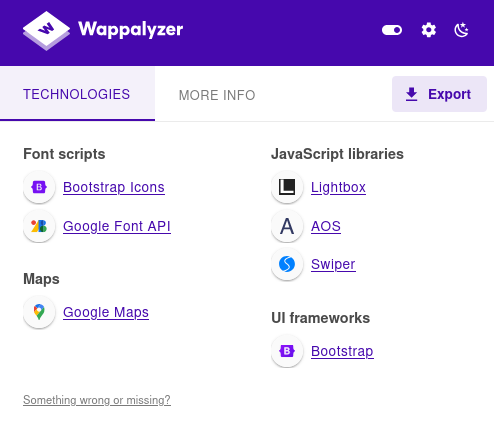 Wappalyzer
TECHNOLOGIES
MORE INFO
Export
Font scripts
Bootstrap Icons
Google Font API
Maps
Google Maps
JavaScript libraries
Lightbox
AOS
Swiper
UI frameworks
Bootstrap
Something wrong or missing?